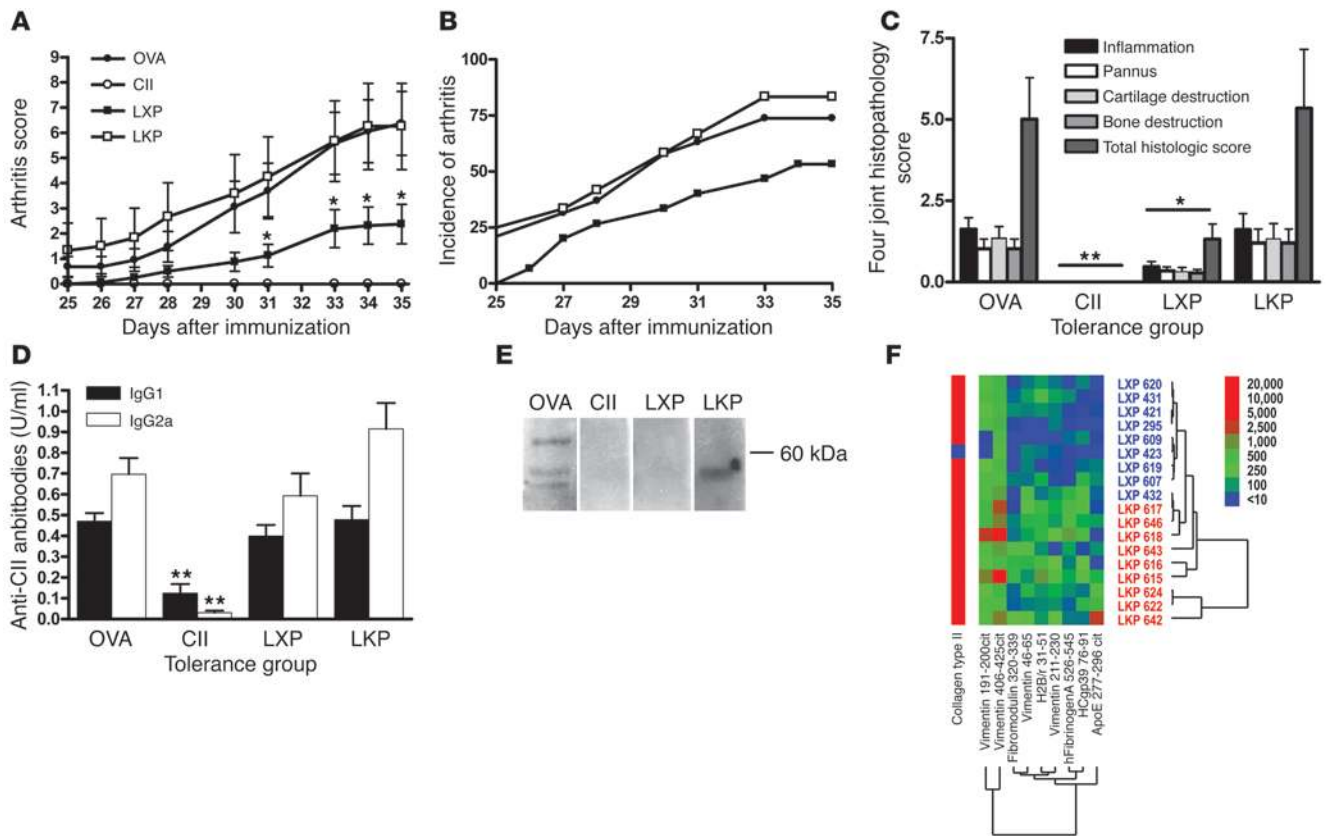 A
Arthritis score
9
8
7
6
5
4
3
2
1
0
OVA
CII
LXP
LKP
*
*
*
*
25 26 27 28 29 30 31 32 33 34 35
Days after immunization
B
Incidence of arthritis
100
75
50
25
0
25 27 29 31 33 35
Days after immunization
C
Four joint histopathology
score
7.5
5.0
2.5
0.0
Inflammation
Pannus
Cartilage destruction
Bone destruction
Total histologic score
**
*
OVA CII LXP LKP
Tolerance group
D
Anti-CII anbitbodies (U/ml)
1.1
1.0
0.9
0.8
0.7
0.6
0.5
0.4
0.3
0.2
0.1
0.0
IgG1
IgG2a
**
**
OVA CII LXP LKP
Tolerance group
E
OVA CII LXP LKP
60 kDa
F
LXP 620
LXP 431
LXP 421
LXP 295
LXP 609
LXP 423
LXP 619
LXP 607
LXP 432
LKP 617
LKP 646
LKP 618
LKP 643
LKP 616
LKP 615
LKP 624
LKP 622
LKP 642
20,000
10,000
5,000
2,500
1,000
500
250
100
<10
Collagen type II
Vimentin 191-200cit
Vimentin 406-425cit
Fibromodulin 320-339
Vimentin 46-65
H2B/r 31-51
Vimentin 211-230
hFibrinogenA 526-545
HCgp39 76-91
ApoE 277-296 cit